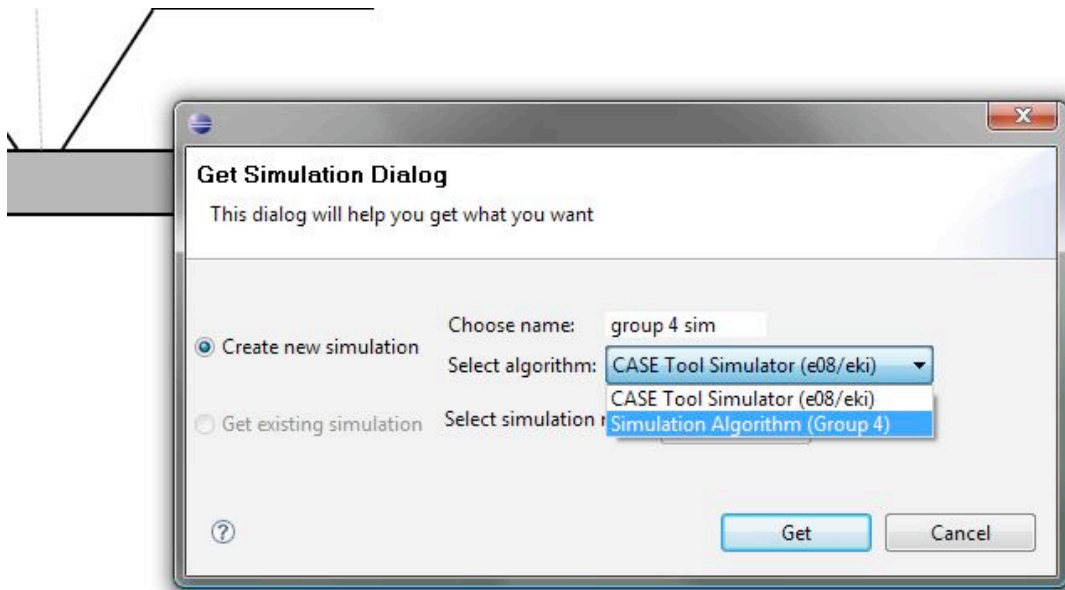 Get Simulation Dialog
This dialog will help you get what you want
Choose name: group 4 sim
Create new simulation
Select algorithm: CASE Tool Simulator (e08/eki)
CASE Tool Simulator (e08/eki)
Simulation Algorithm (Group 4)
Get existing simulation Select simulation
Get Cancel